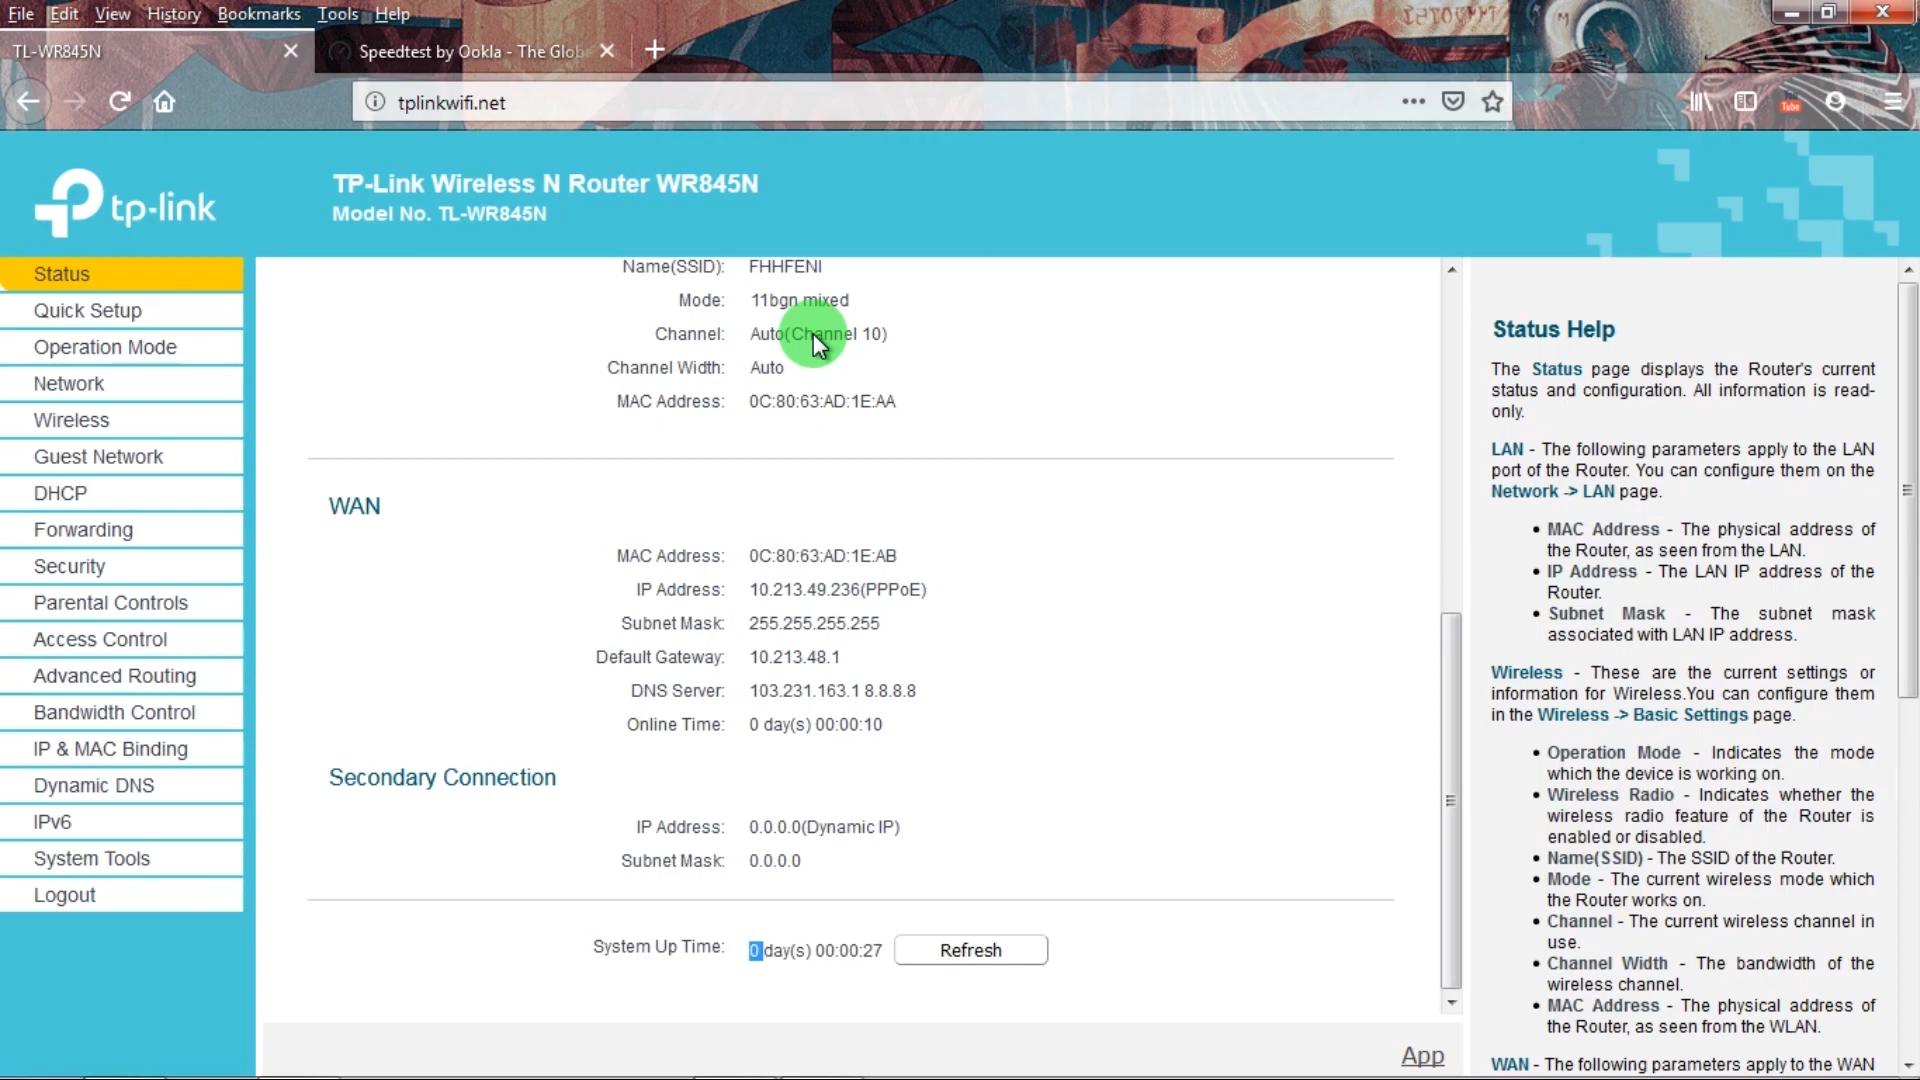 File Edit View History Bookmarks Tools Help
TL-WR845N
Speedtest by Ookla - The Glob
tplinkwifi.net
tp-link
TP-Link Wireless N Router WR845N
Model No. TL-WR845N
Status
Quick Setup
Operation Mode
Network
Wireless
Guest Network
DHCP
Forwarding
Security
Parental Controls
Access Control
Advanced Routing
Bandwidth Control
IP & MAC Binding
Dynamic DNS
IPv6
System Tools
Logout
Name(SSID): FHHFENI
Mode: 11bgn mixed
Channel: Auto(Channel 10)
Channel Width: Auto
MAC Address: 0C:80:63:AD:1E:AA
WAN
MAC Address: 0C:80:63:AD:1E:AB
IP Address: 10.213.49.236(PPPoE)
Subnet Mask: 255.255.255.255
Default Gateway: 10.213.48.1
DNS Server: 103.231.163.1 8.8.8.8
Online Time: 0 day(s) 00:00:10
Secondary Connection
IP Address: 0.0.0.0(Dynamic IP)
Subnet Mask: 0.0.0.0
System Up Time: 0 day(s) 00:00:27 Refresh
App
Status Help
The Status page displays the Router's current
status and configuration. All information is read-
only.
LAN - The following parameters apply to the LAN
port of the Router. You can configure them on the
Network -> LAN page.
• MAC Address - The physical address of
the Router, as seen from the LAN.
• IP Address - The LAN IP address of the
Router.
• Subnet Mask - The subnet mask
associated with LAN IP address.
Wireless - These are the current settings or
information for Wireless.You can configure them
in the Wireless -> Basic Settings page.
• Operation Mode - Indicates the mode
which the device is working on.
• Wireless Radio - Indicates whether the
wireless radio feature of the Router is
enabled or disabled.
• Name(SSID) - The SSID of the Router.
• Mode - The current wireless mode which
the Router works on.
• Channel - The current wireless channel in
use.
• Channel Width - The bandwidth of the
wireless channel.
• MAC Address - The physical address of
the Router, as seen from the WLAN.
WAN - The following parameters apply to the WAN